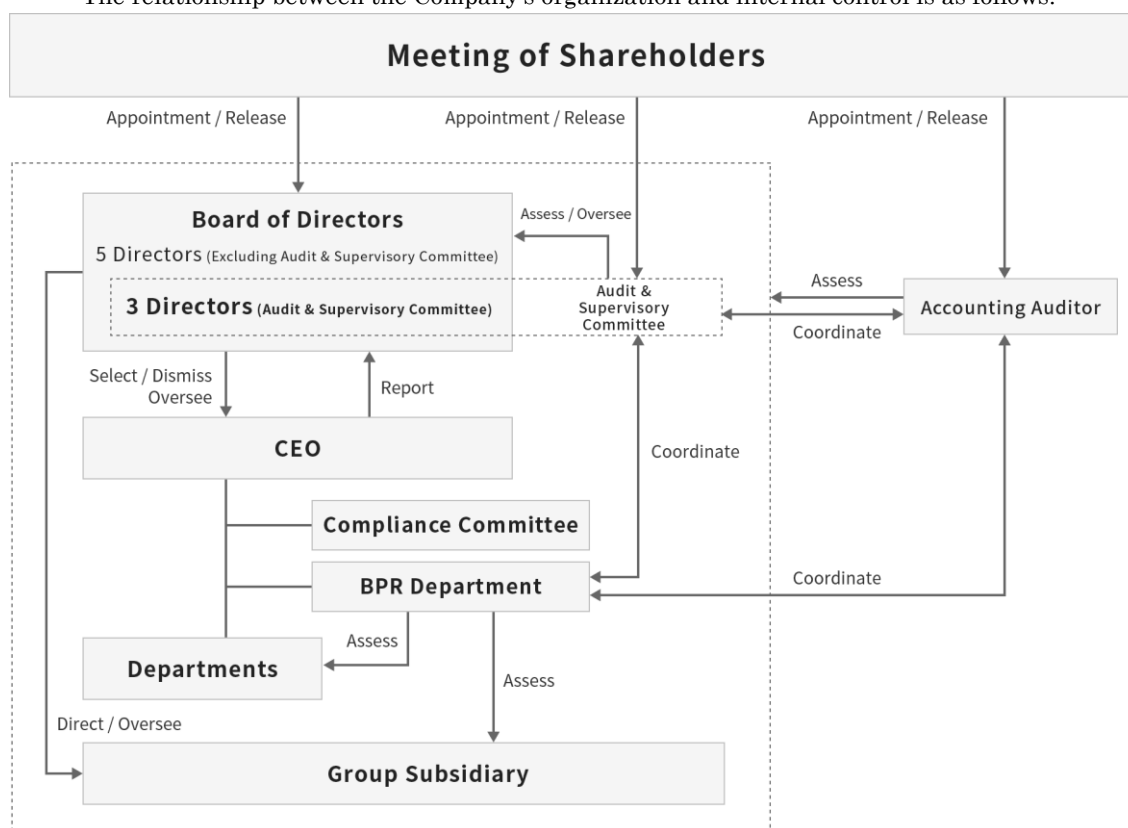 The relationship between the Company's organization and internal control is as follows:
Meeting of Shareholders
Appointment / Release
Appointment / Release
Appointment / Release
Board of Directors
5 Directors (Excluding Audit & Supervisory Committee)
3 Directors (Audit & Supervisory Committee)
Assess / Oversee
Audit &
Supervisory
Committee
Assess
Coordinate
Accounting Auditor
Select / Dismiss
Oversee
Report
CEO
Coordinate
Compliance Committee
BPR Department
Coordinate
Assess
Departments
Assess
Direct / Oversee
Group Subsidiary